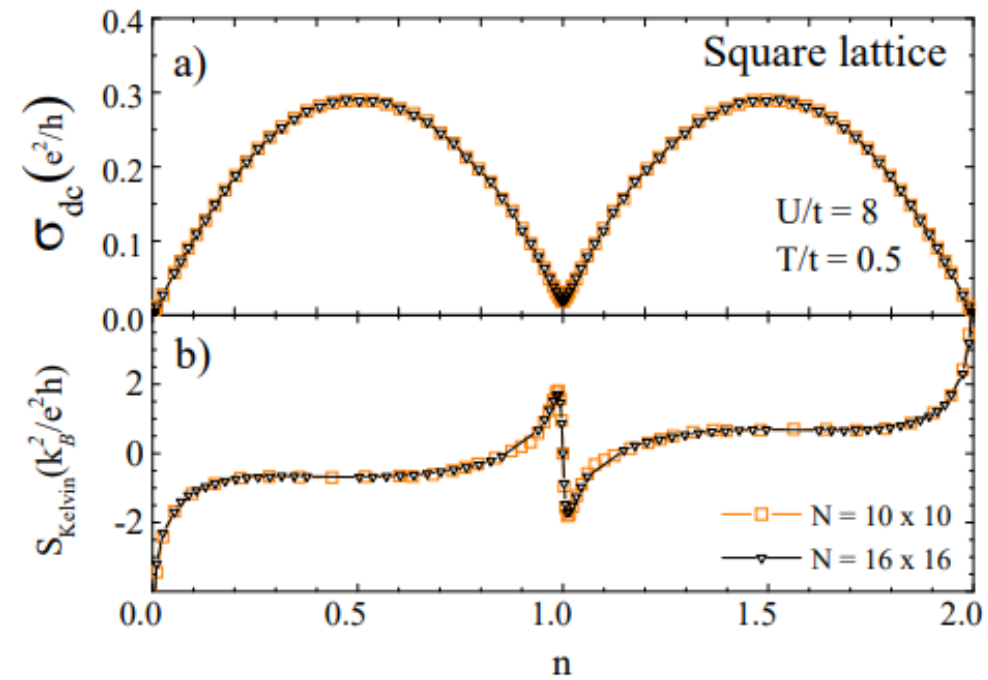 0.4
a)
Square lattice
0.3
0.2
0.1
0.0
σdc(e²/h)
U/t = 8
T/t = 0.5
b)
2
0
-2
SKelvin(k²B/e²h)
N = 10 x 10
N = 16 x 16
0.0 0.5 1.0 1.5 2.0
n